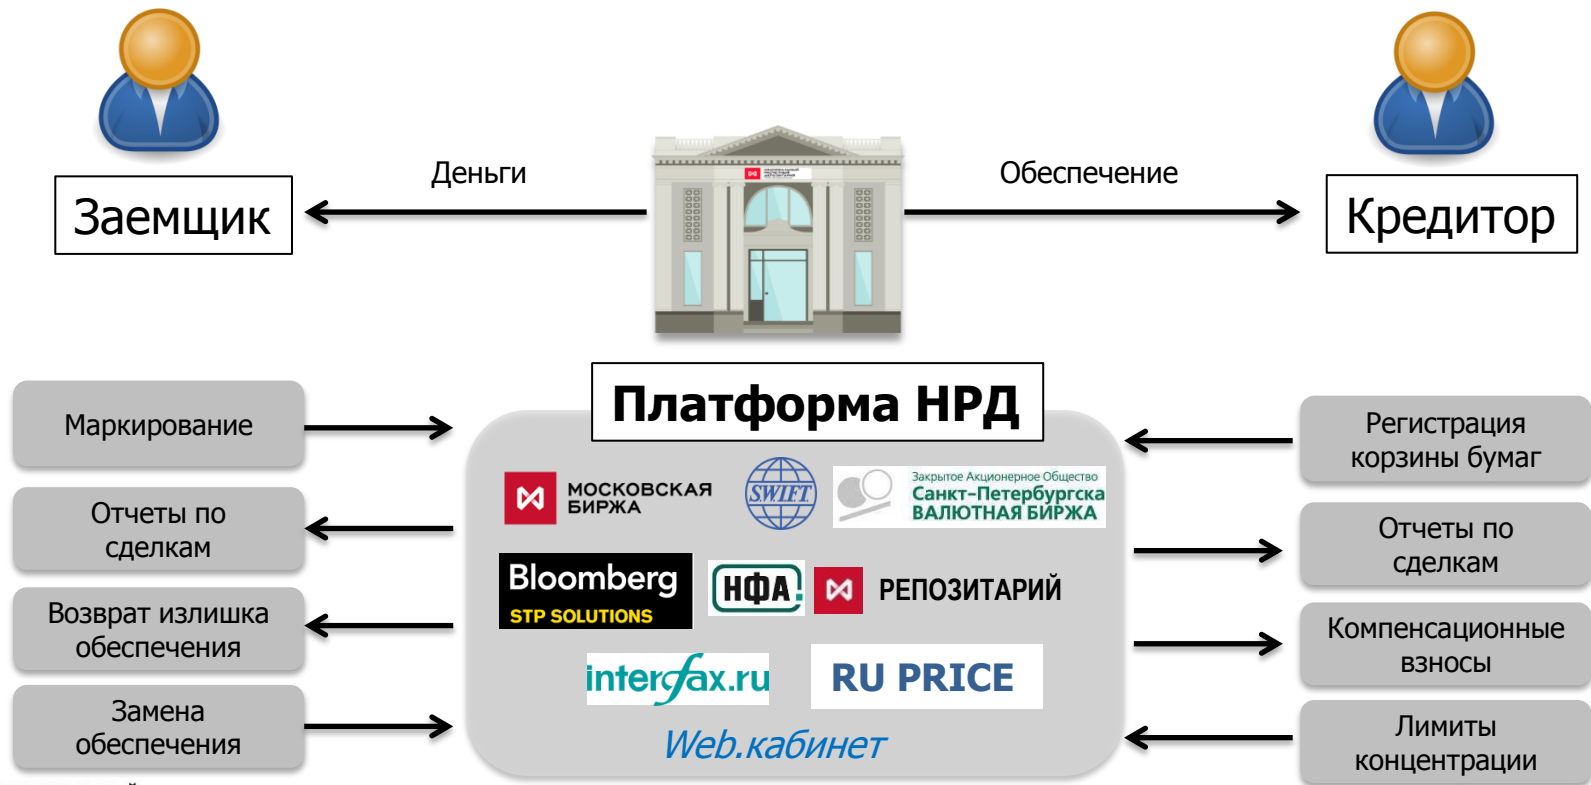 Деньги
Обеспечение
Заемщик
Кредитор
Платформа НРД
Маркирование
Отчеты по
сделкам
Возврат излишка
обеспечения
Замена
обеспечения
МОСКОВСКАЯ
БИРЖА
SWIFT
Закрытое Акционерное Общество
Санкт-Петербургска
ВАЛЮТНАЯ БИРЖА
Bloomberg
STP SOLUTIONS
НФА
РЕПОЗИТАРИЙ
interfax.ru
RU PRICE
Web.кабинет
Регистрация
корзины бумаг
Отчеты по
сделкам
Компенсационные
взносы
Лимиты
концентрации